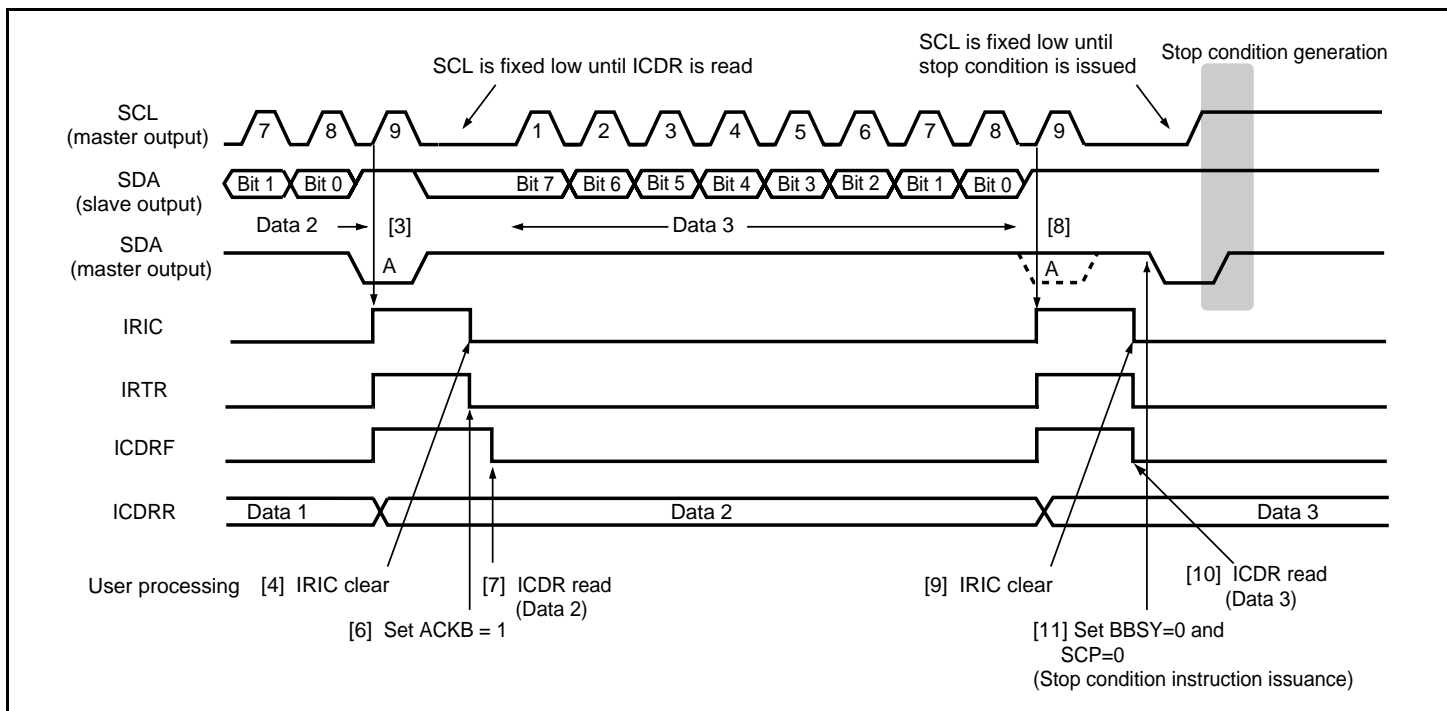 SCL is fixed low until ICDR is read
SCL is fixed low until
stop condition is issued
Stop condition generation
SCL
(master output)
7 8 9 1 2 3 4 5 6 7 8 9
SDA
(slave output)
Bit 1 Bit 0 Bit 7 Bit 6 Bit 5 Bit 4 Bit 3 Bit 2 Bit 1 Bit 0
Data 2 [3] Data 3 [8]
SDA
(master output)
A A
IRIC
IRTR
ICDRF
ICDRR
Data 1 Data 2 Data 3
User processing
[4] IRIC clear
[7] ICDR read
(Data 2)
[6] Set ACKB = 1
[9] IRIC clear
[10] ICDR read
(Data 3)
[11] Set BBSY=0 and
SCP=0
(Stop condition instruction issuance)